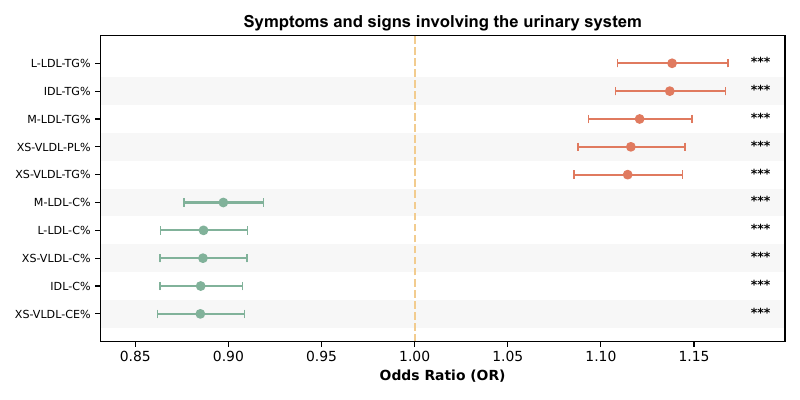 Symptoms and signs involving the urinary system
L-LDL-TG% ***
IDL-TG% ***
M-LDL-TG% ***
XS-VLDL-PL% ***
XS-VLDL-TG% ***
M-LDL-C% ***
L-LDL-C% ***
XS-VLDL-C% ***
IDL-C% ***
XS-VLDL-CE% ***
0.85 0.90 0.95 1.00 1.05 1.10 1.15
Odds Ratio (OR)